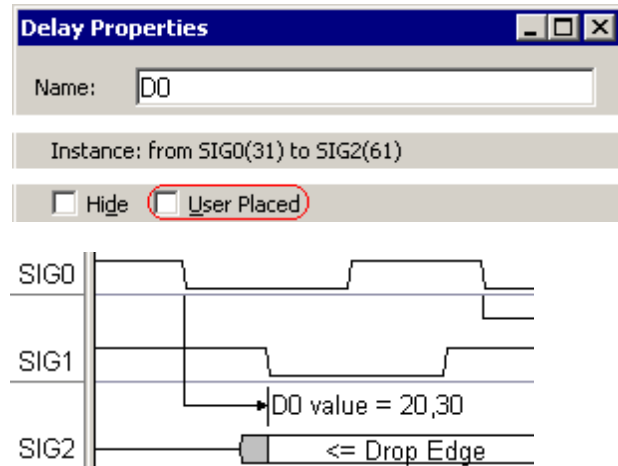 Delay Properties
Name: D0
Instance: from SIG0(31) to SIG2(61)
Hide User Placed
SIG0
SIG1
D0 value = 20,30
SIG2 <= Drop Edge